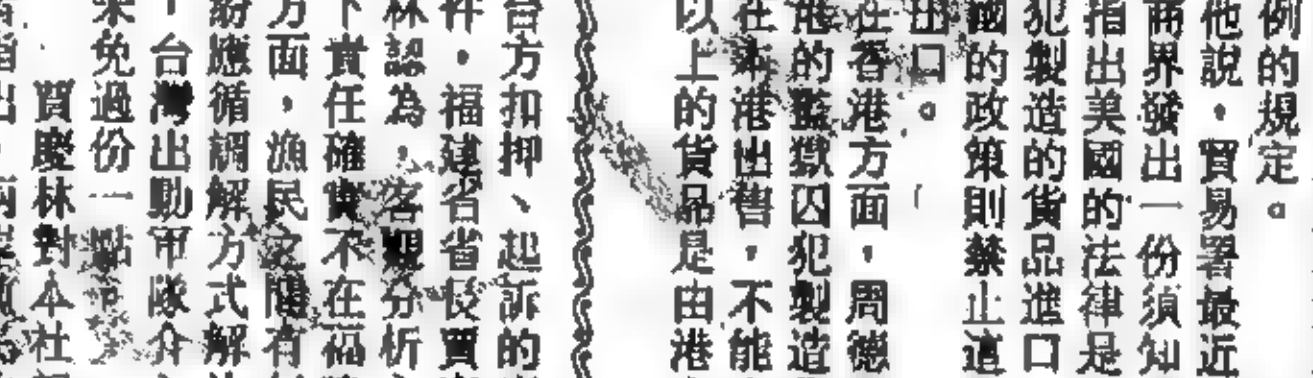 例的規定。
他說，貿易署最近
商界發出一份須知
指出美國的法律是
犯製造的貨品進口
國的政策則禁止這
出口。
在香港方面，周德
的監獄囚犯製造
在本港出售，不能
以上的貨品是由港
台方扣押、起訴的
件，福建省省長賈
林認為，客觀分析
下責任確實不在福
方面，漁民之間有
紛應循調解方式解
，台灣出動軍隊介
未免過份一點
賈慶林對本社